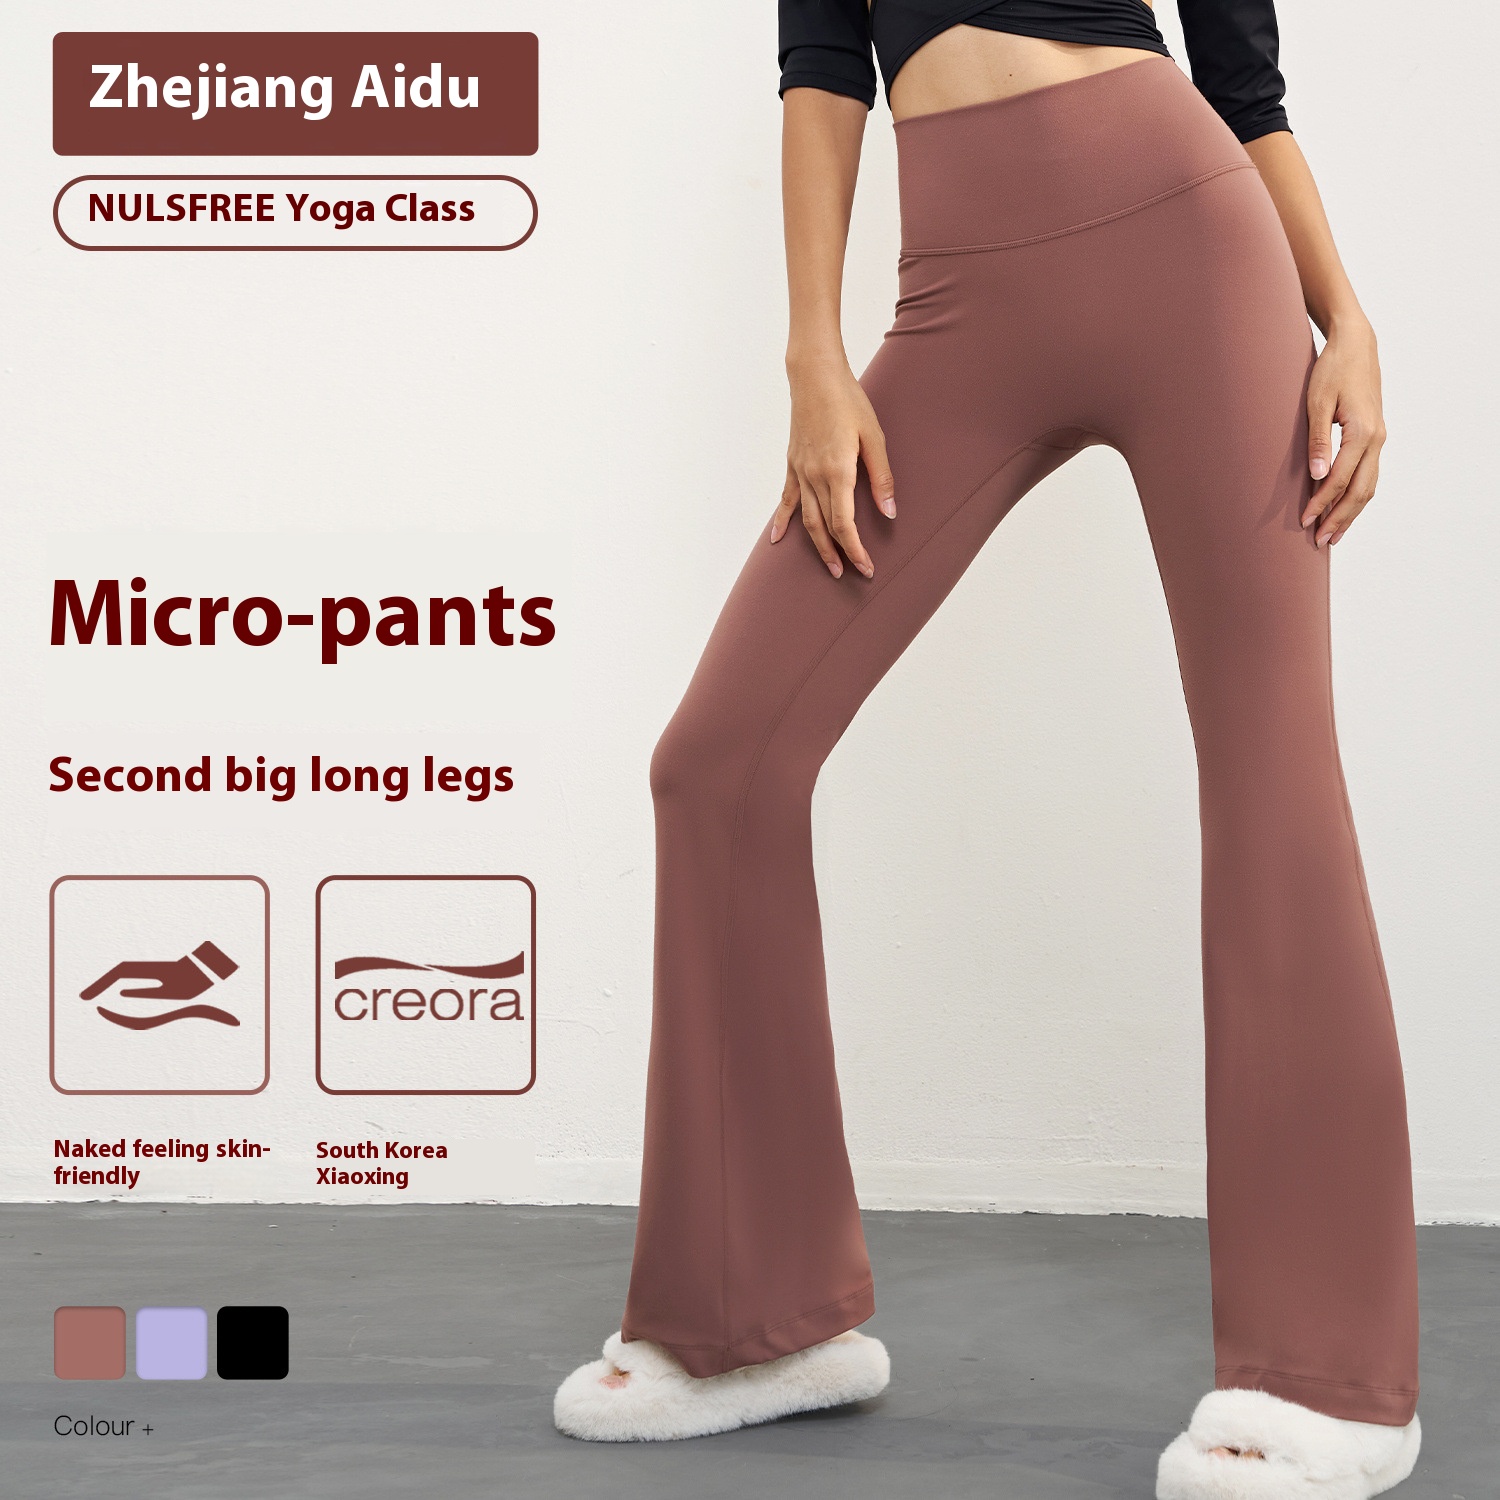 Zhejiang Aidu
NULSFREE Yoga Class
Micro-pants
Second big long legs
creora
Naked feeling skin-
friendly
South Korea
Xiaoxing
Colour +